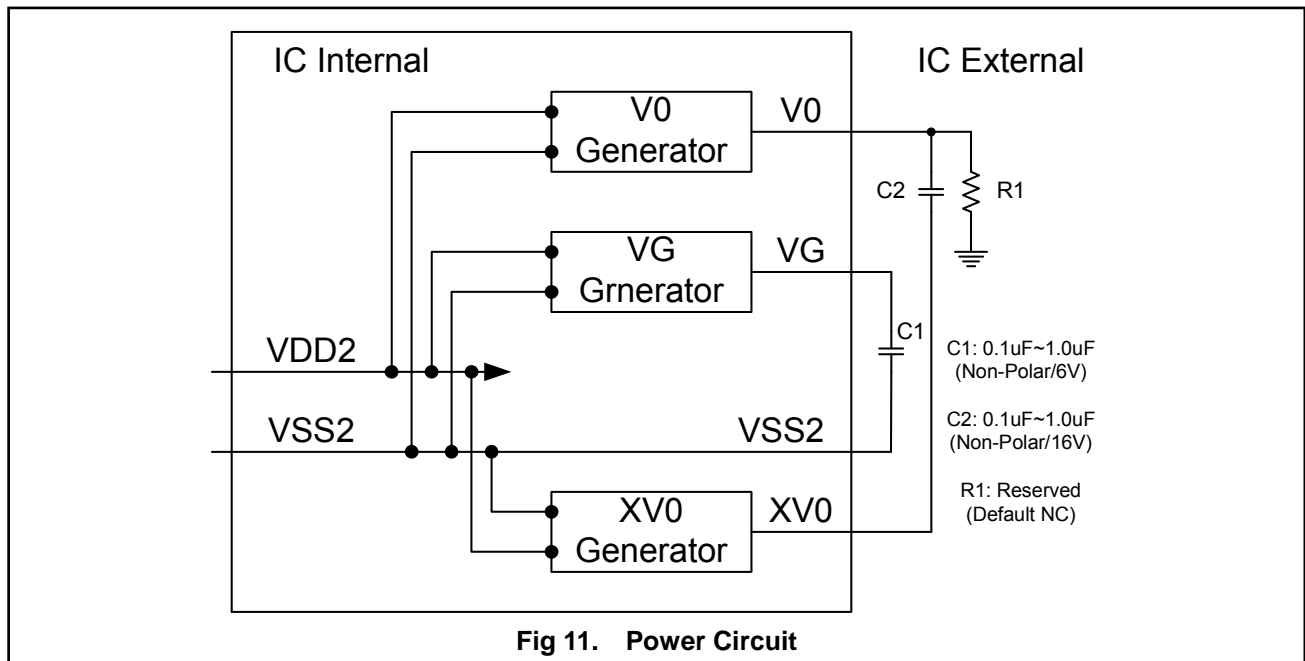 IC Internal
IC External
V0
Generator
V0
C2
R1
VG
Grnerator
VG
C1
VDD2
C1: 0.1uF~1.0uF
(Non-Polar/6V)
VSS2
VSS2
C2: 0.1uF~1.0uF
(Non-Polar/16V)
XV0
Generator
XV0
R1: Reserved
(Default NC)
Fig 11. Power Circuit